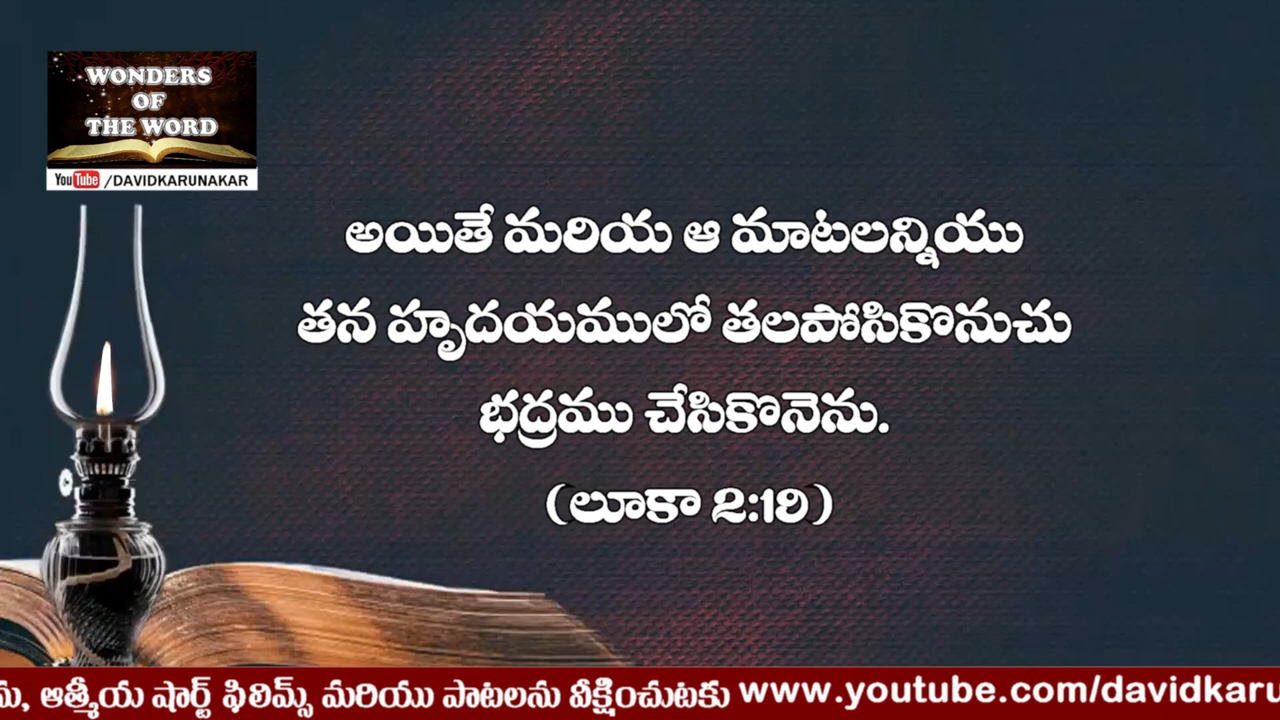 WONDERS
OF
THE WORD
YouTube /DAVIDKARUNAKAR
అయితే మరియ ఆ మాటలన్నియు
తన హృదయములో తలపోసికొనుచు
భద్రము చేసికొనెను.
(లూకా 2:19)
ను, ఆత్మీయ షార్ట్ ఫిలిమ్స్ మరియు పాటలను వీక్షించుటకు www.youtube.com/davidkaru